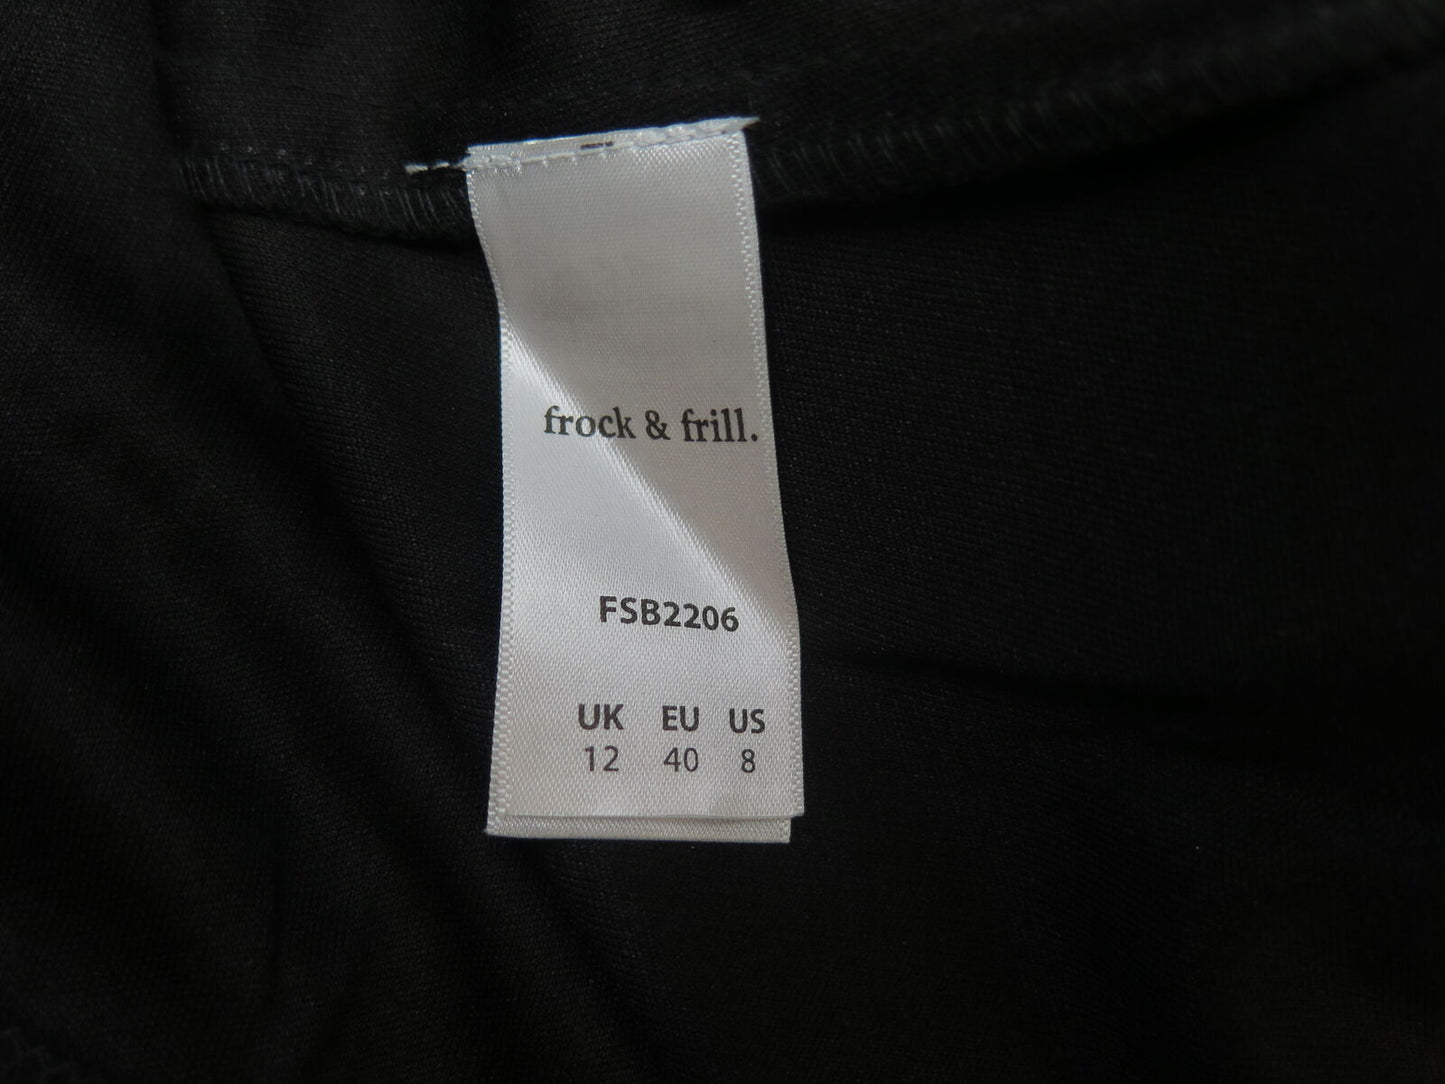 frock & frill.
FSB2206
UK EU US
12 40 8